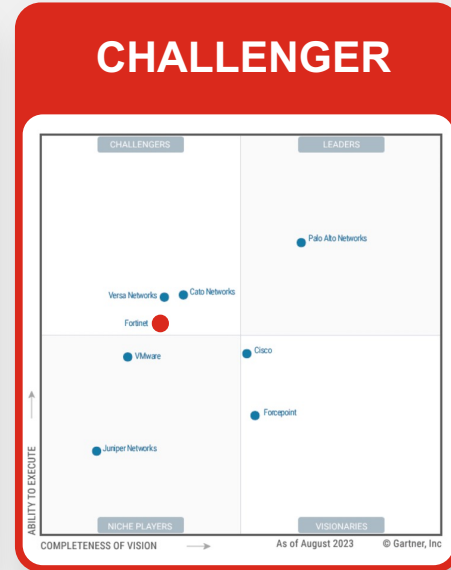 CHALLENGER
CHALLENGERS
LEADERS
Palo Alto Networks
Versa Networks
Cato Networks
Fortinet
VMware
Cisco
Forcepoint
Juniper Networks
ABILITY TO EXECUTE
NICHE PLAYERS
VISIONARIES
COMPLETENESS OF VISION
As of August 2023
© Gartner, Inc